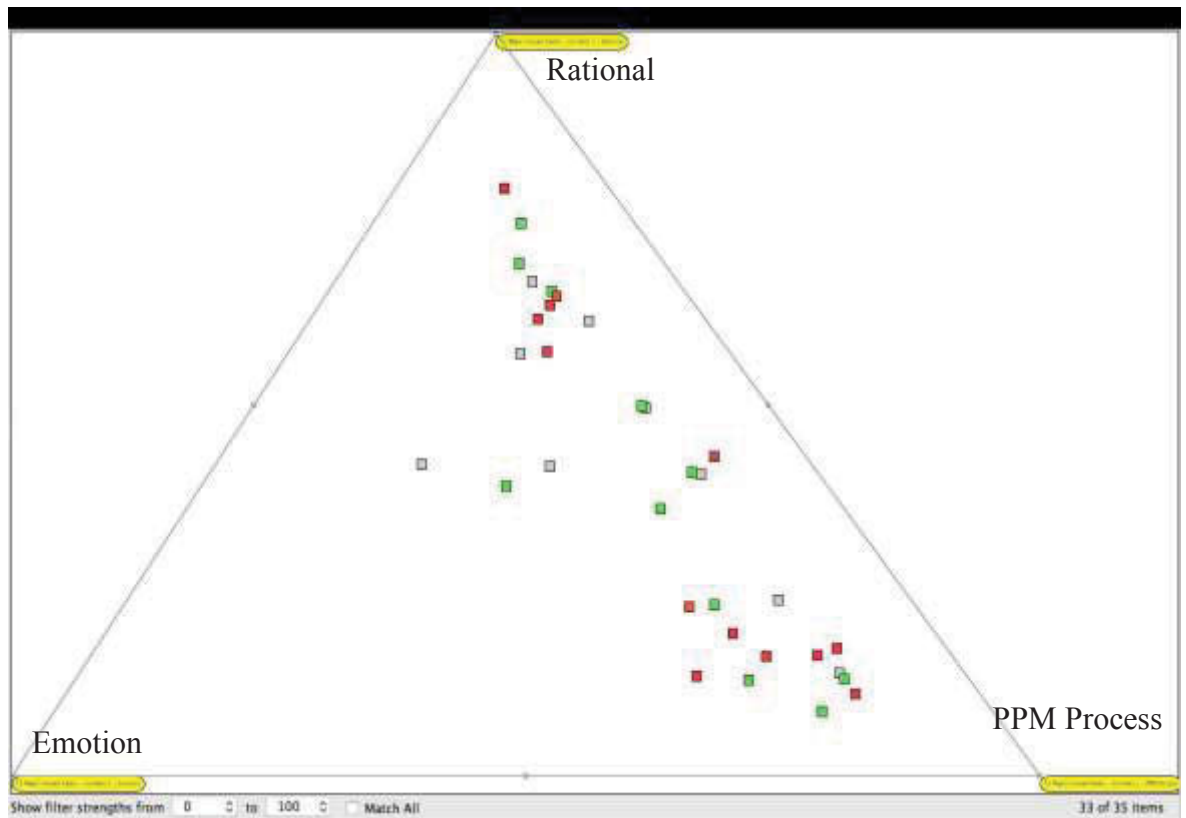 Rational
Emotion
PPM Process
Show filter strengths from 0 to 100 Match All
33 of 35 Items